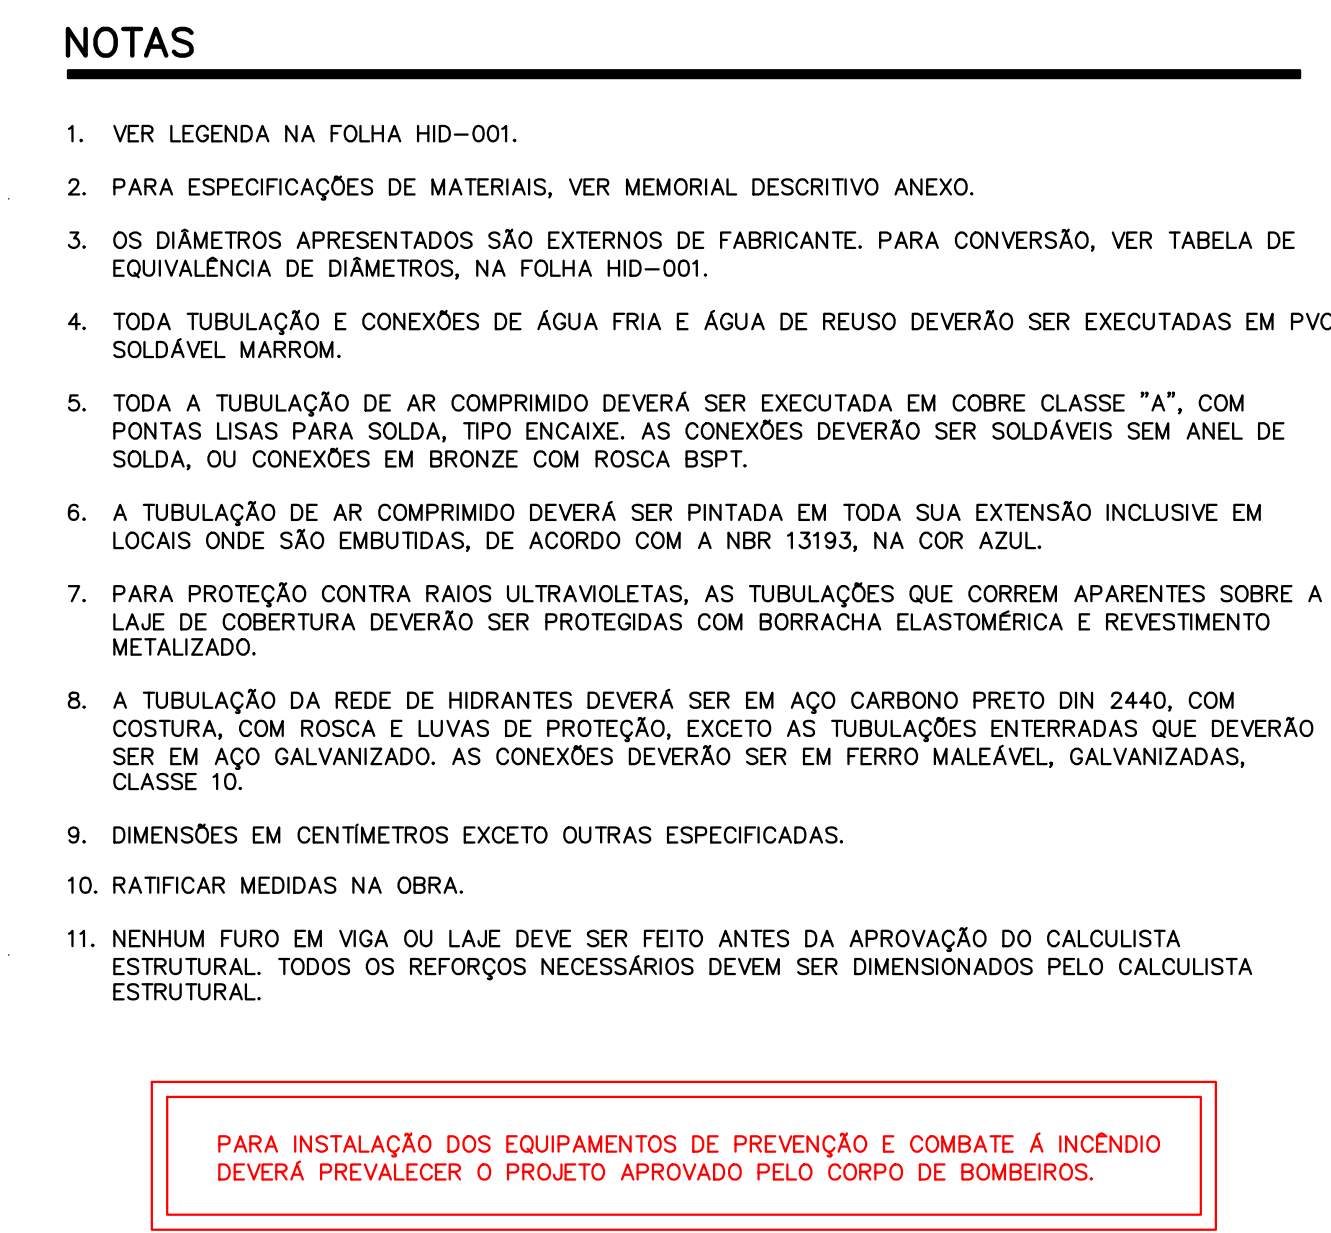 NOTAS
1. VER LEGENDA NA FOLHA HID-001.
2. PARA ESPECIFICAÇÕES DE MATERIAIS, VER MEMORIAL DESCRITIVO ANEXO.
3. OS DIÂMETROS APRESENTADOS SÃO EXTERNOS DE FABRICANTE. PARA CONVERSÃO, VER TABELA DE
EQUIVALÊNCIA DE DIÂMETROS, NA FOLHA HID-001.
4. TODA TUBULAÇÃO E CONEXÕES DE ÁGUA FRIA E ÁGUA DE REUSO DEVERÃO SER EXECUTADAS EM PVC
SOLDÁVEL MARROM.
5. TODA A TUBULAÇÃO DE AR COMPRIMIDO DEVERÁ SER EXECUTADA EM COBRE CLASSE "A", COM
PONTAS LISAS PARA SOLDA, TIPO ENCAIXE. AS CONEXÕES DEVERÃO SER SOLDÁVEIS SEM ANEL DE
SOLDA, OU CONEXÕES EM BRONZE COM ROSCA BSPT.
6. A TUBULAÇÃO DE AR COMPRIMIDO DEVERÁ SER PINTADA EM TODA SUA EXTENSÃO INCLUSIVE EM
LOCAIS ONDE SÃO EMBUTIDAS, DE ACORDO COM A NBR 13193, NA COR AZUL.
7. PARA PROTEÇÃO CONTRA RAIOS ULTRAVIOLETAS, AS TUBULAÇÕES QUE CORREM APARENTES SOBRE A
LAJE DE COBERTURA DEVERÃO SER PROTEGIDAS COM BORRACHA ELASTOMÉRICA E REVESTIMENTO
METALIZADO.
8. A TUBULAÇÃO DA REDE DE HIDRANTES DEVERÁ SER EM AÇO CARBONO PRETO DIN 2440, COM
COSTURA, COM ROSCA E LUVAS DE PROTEÇÃO, EXCETO AS TUBULAÇÕES ENTERRADAS QUE DEVERÃO
SER EM AÇO GALVANIZADO. AS CONEXÕES DEVERÃO SER EM FERRO MALEÁVEL, GALVANIZADAS,
CLASSE 10.
9. DIMENSÕES EM CENTÍMETROS EXCETO OUTRAS ESPECIFICADAS.
10. RATIFICAR MEDIDAS NA OBRA.
11. NENHUM FURO EM VIGA OU LAJE DEVE SER FEITO ANTES DA APROVAÇÃO DO CALCULISTA
ESTRUTURAL. TODOS OS REFORÇOS NECESSÁRIOS DEVEM SER DIMENSIONADOS PELO CALCULISTA
ESTRUTURAL.
PARA INSTALAÇÃO DOS EQUIPAMENTOS DE PREVENÇÃO E COMBATE Á INCÊNDIO
DEVERÁ PREVALECER O PROJETO APROVADO PELO CORPO DE BOMBEIROS.